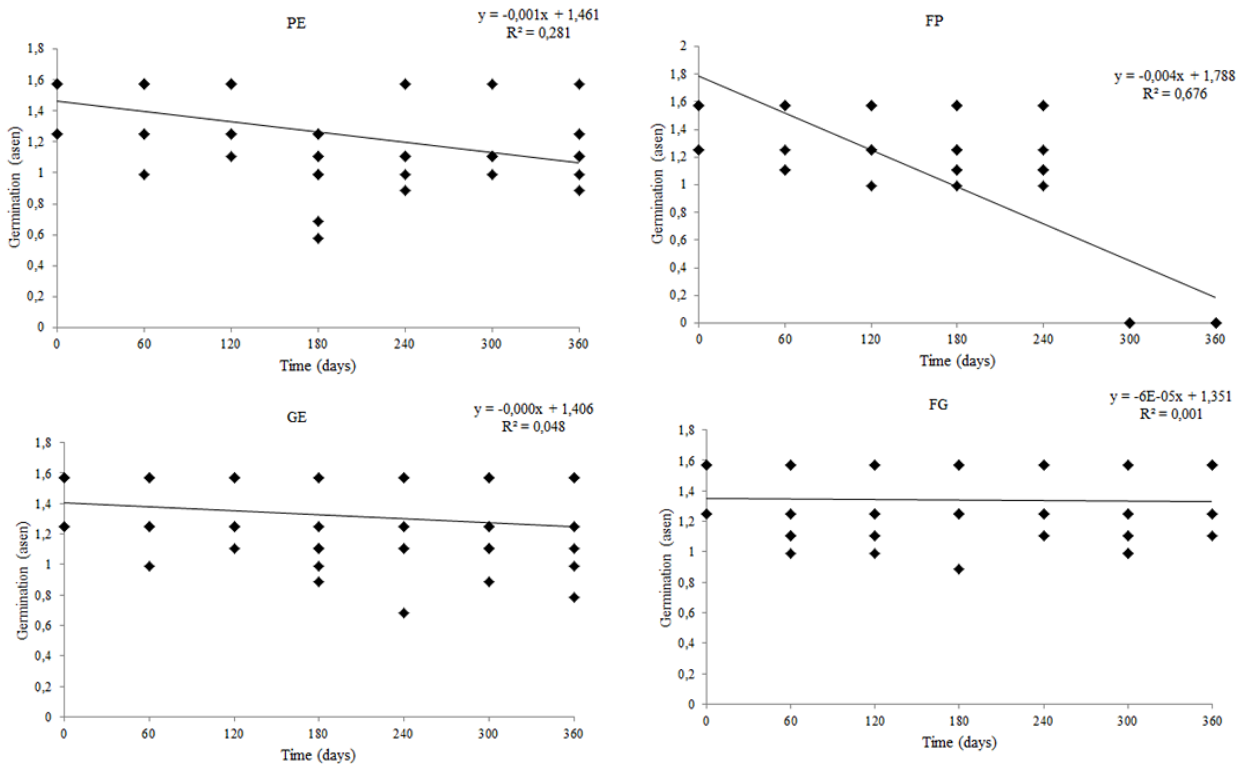 PE
y = -0,001x + 1,461
R² = 0,281
1,8
1,6
1,4
1,2
1
0,8
0,6
0,4
0,2
0
Germination (asen)
0 60 120 180 240 300 360
Time (days)
FP
y = -0,004x + 1,788
R² = 0,676
2
1,8
1,6
1,4
1,2
1
0,8
0,6
0,4
0,2
0
Germination (asen)
0 60 120 180 240 300 360
Time (days)
GE
y = -0,000x + 1,406
R² = 0,048
1,8
1,6
1,4
1,2
1
0,8
0,6
0,4
0,2
0
Germination (asen)
0 60 120 180 240 300 360
Time (days)
FG
y = -6E-05x + 1,351
R² = 0,001
1,8
1,6
1,4
1,2
1
0,8
0,6
0,4
0,2
0
Germination (asen)
0 60 120 180 240 300 360
Time (days)